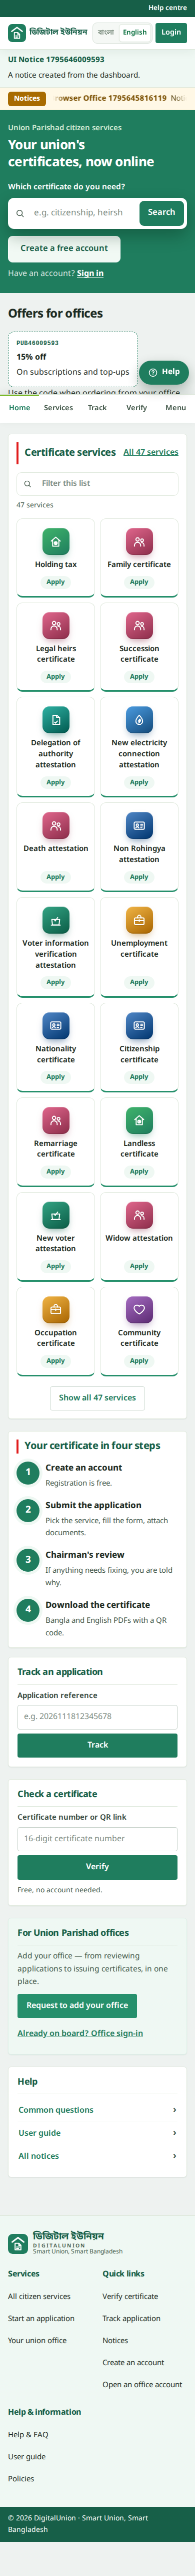 Help centre
ডিজিটাল ইউনিয়ন
বাংলা
English
Login
UI Notice 1795646009593
A notice created from the dashboard.
Notices
rowser Office 1795645816119
Union Parishad citizen services
Your union's
certificates, now online
Which certificate do you need?
e.g. citizenship, heirsh
Search
Create a free account
Have an account? Sign in
Offers for offices
PUB46009593
15% off
On subscriptions and top-ups
Help
Use the code when ordering from your office
Home
Services
Track
Verify
Menu
Certificate services
All 47 services
Filter this list
47 services
Holding tax
Apply
Family certificate
Apply
Legal heirs
certificate
Apply
Succession
certificate
Apply
Delegation of
authority
attestation
Apply
New electricity
connection
attestation
Apply
Death attestation
Apply
Non Rohingya
attestation
Apply
Voter information
verification
attestation
Apply
Unemployment
certificate
Apply
Nationality
certificate
Apply
Citizenship
certificate
Apply
Remarriage
certificate
Apply
Landless
certificate
Apply
New voter
attestation
Apply
Widow attestation
Apply
Occupation
certificate
Apply
Community
certificate
Apply
Show all 47 services
Your certificate in four steps
1
Create an account
Registration is free.
2
Submit the application
Pick the service, fill the form, attach
documents.
3
Chairman's review
If anything needs fixing, you are told
why.
4
Download the certificate
Bangla and English PDFs with a QR
code.
Track an application
Application reference
e.g. 2026111812345678
Track
Check a certificate
Certificate number or QR link
16-digit certificate number
Verify
Free, no account needed.
For Union Parishad offices
Add your office — from reviewing
applications to issuing certificates, in one
place.
Request to add your office
Already on board? Office sign-in
Help
Common questions ›
User guide ›
All notices ›
ডিজিটাল ইউনিয়ন
DIGITALUNION
Smart Union, Smart Bangladesh
Services
All citizen services
Start an application
Your union office
Quick links
Verify certificate
Track application
Notices
Create an account
Open an office account
Help & information
Help & FAQ
User guide
Policies
© 2026 DigitalUnion · Smart Union, Smart
Bangladesh